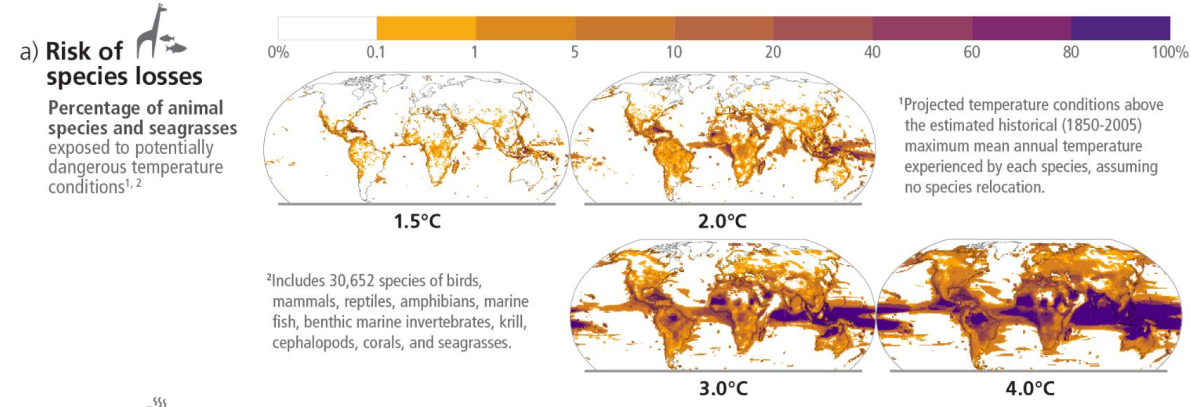 a) Risk of
species losses
Percentage of animal
species and seagrasses
exposed to potentially
dangerous temperature
conditions1, 2
0% 0.1 1 5 10 20 40 60 80 100%
1Projected temperature conditions above
the estimated historical (1850-2005)
maximum mean annual temperature
experienced by each species, assuming
no species relocation.
1.5°C 2.0°C
2Includes 30,652 species of birds,
mammals, reptiles, amphibians, marine
fish, benthic marine invertebrates, krill,
cephalopods, corals, and seagrasses.
3.0°C 4.0°C